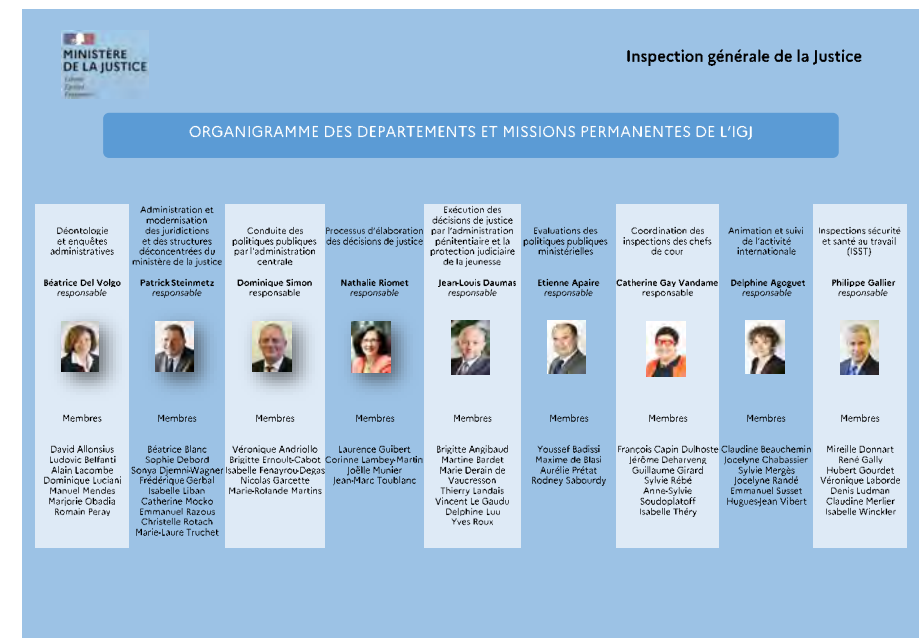 MINISTÈRE
DE LA JUSTICE
Inspection générale de la Justice
ORGANIGRAMME DES DEPARTEMENTS ET MISSIONS PERMANENTES DE L'IGJ
Déontologie
et enquêtes
administratives
Béatrice Del Volgo
responsable
Membres
David Allonsius
Ludovic Belfanti
Alain Lacombe
Dominique Luciani
Manuel Mendes
Marjorie Obadia
Romain Peray
Administration et
modernisation
des juridictions
et des structures
déconcentrées du
ministère de la justice
Patrick Steinmetz
responsable
Membres
Béatrice Blanc
Sophie Debord
Sonya Djemni-Wagner
Frédérique Gerbal
Isabelle Liban
Catherine Mocko
Emmanuel Razous
Christelle Rotach
Marie-Laure Truchet
Conduite des
politiques publiques
par l'administration
centrale
Dominique Simon
responsable
Membres
Véronique Andriollo
Brigitte Ernoult-Cabot
Isabelle Fenayrou-Degas
Nicolas Garcette
Marie-Rolande Martins
Processus d'élaboration
des décisions de justice
Nathalie Riomet
responsable
Membres
Laurence Guibert
Corinne Lambey-Martin
Joëlle Munier
Jean-Marc Toublanc
Exécution des
décisions de justice
par l'administration
pénitentiaire et la
protection judiciaire
de la jeunesse
Jean-Louis Daumas
responsable
Membres
Brigitte Angibaud
Martine Bardet
Marie Derain de
Vaucresson
Thierry Landais
Vincent Le Gaudu
Delphine Luu
Yves Roux
Evaluations des
politiques publiques
ministérielles
Etienne Apaire
responsable
Membres
Youssef Badissi
Maxime de Blasi
Aurélie Prétat
Rodney Sabourdy
Coordination des
inspections des chefs
de cour
Catherine Gay Vandame
responsable
Membres
François Capin Dulhoste
Jérôme Deharveng
Guillaume Girard
Sylvie Rébé
Anne-Sylvie
Soudoplatoff
Isabelle Théry
Animation et suivi
de l'activité
internationale
Delphine Agoguet
responsable
Membres
Claudine Beauchemin
Jocelyne Chabassier
Sylvie Mergès
Jocelyne Randé
Emmanuel Susset
Hugues-Jean Vibert
Inspections sécurité
et santé au travail
(ISST)
Philippe Gallier
responsable
Membres
Mireille Donnart
René Gally
Hubert Gourdet
Véronique Laborde
Denis Ludman
Claudine Merlier
Isabelle Winckler